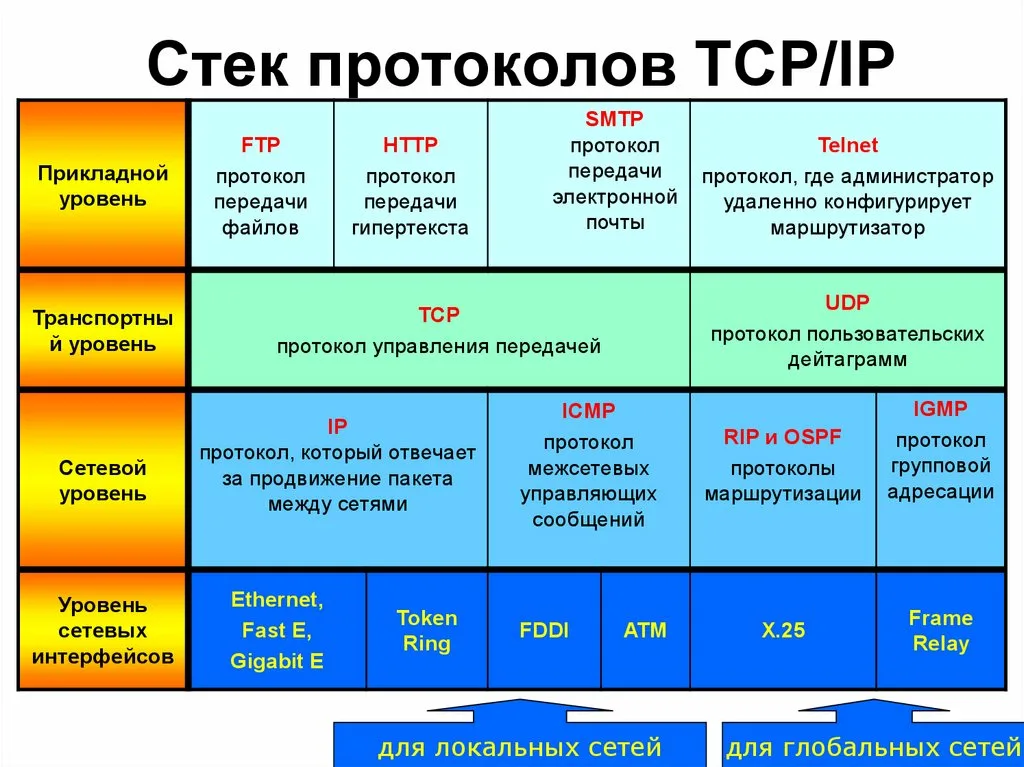 Стек протоколов TCP/IP
Прикладной
уровень
FTP
протокол
передачи
файлов
HTTP
протокол
передачи
гипертекста
SMTP
протокол
передачи
электронной
почты
Telnet
протокол, где администратор
удаленно конфигурирует
маршрутизатор
Транспортны
й уровень
TCP
протокол управления передачей
UDP
протокол пользовательских
дейтаграмм
Сетевой
уровень
IP
протокол, который отвечает
за продвижение пакета
между сетями
ICMP
протокол
межсетевых
управляющих
сообщений
RIP и OSPF
протоколы
маршрутизации
IGMP
протокол
групповой
адресации
Уровень
сетевых
интерфейсов
Ethernet,
Fast E,
Gigabit E
Token
Ring
FDDI
ATM
X.25
Frame
Relay
для локальных сетей
для глобальных сетей